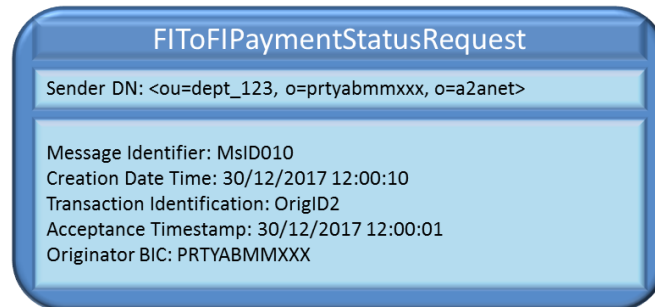 FIToFIPaymentStatusRequest
Sender DN: <ou=dept_123, o=prtyabmmxxx, o=a2anet>
Message Identifier: MsID010
Creation Date Time: 30/12/2017 12:00:10
Transaction Identification: OrigID2
Acceptance Timestamp: 30/12/2017 12:00:01
Originator BIC: PRTYABMMXXX